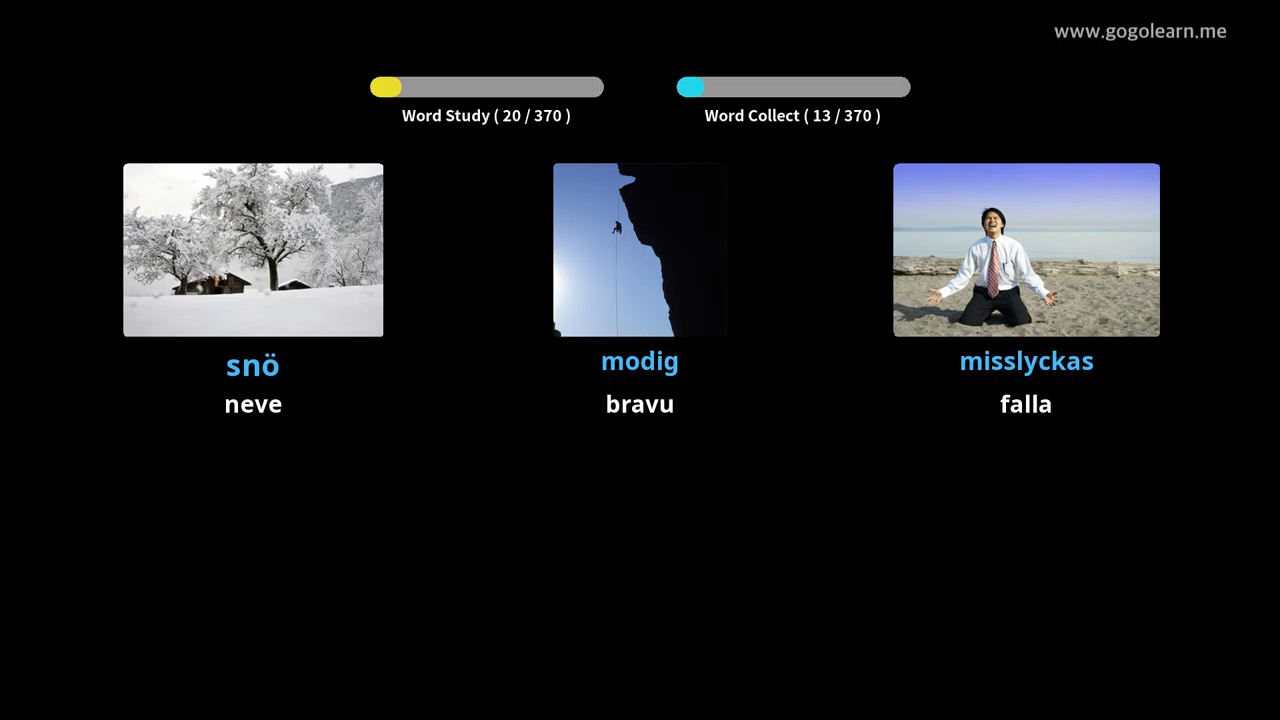 www.gogolearn.me
Word Study ( 20 / 370 )
Word Collect ( 13 / 370 )
snö
modig
misslyckas
neve
bravu
falla